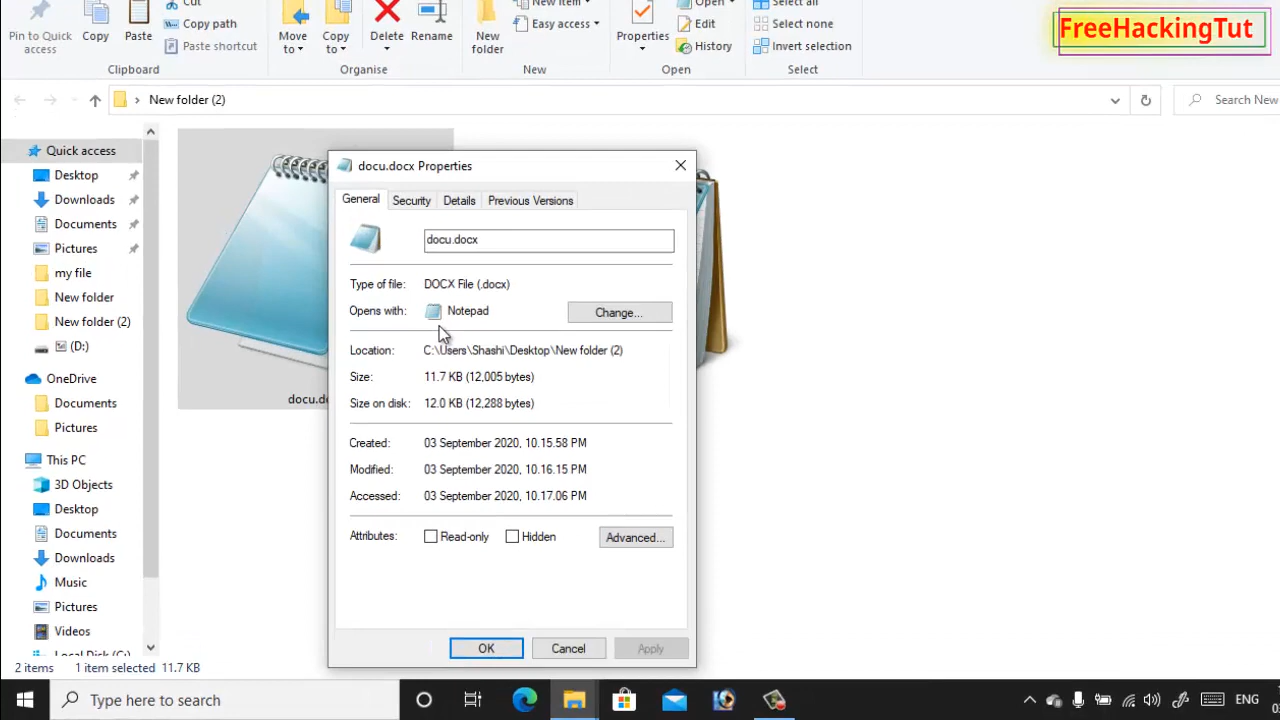 Cut
Copy path
Paste shortcut
Pin to Quick access
Copy
Paste
Clipboard
Move to
Copy to
Delete
Rename
Organise
New folder
New item
Easy access
New
Properties
Open
Edit
History
Open
Select all
Select none
Invert selection
Select
FreeHackingTut
New folder (2)
Search New
Quick access
Desktop
Downloads
Documents
Pictures
my file
New folder
New folder (2)
(D:)
OneDrive
Documents
Pictures
This PC
3D Objects
Desktop
Documents
Downloads
Music
Pictures
Videos
Local Disk (C:)
docu.do
docu.docx Properties
General Security Details Previous Versions
docu.docx
Type of file: DOCX File (.docx)
Opens with: Notepad Change...
Location: C:\Users\Shashi\Desktop\New folder (2)
Size: 11.7 KB (12,005 bytes)
Size on disk: 12.0 KB (12,288 bytes)
Created: 03 September 2020, 10.15.58 PM
Modified: 03 September 2020, 10.16.15 PM
Accessed: 03 September 2020, 10.17.06 PM
Attributes: Read-only Hidden Advanced...
OK Cancel Apply
2 items 1 item selected 11.7 KB
Type here to search
ENG